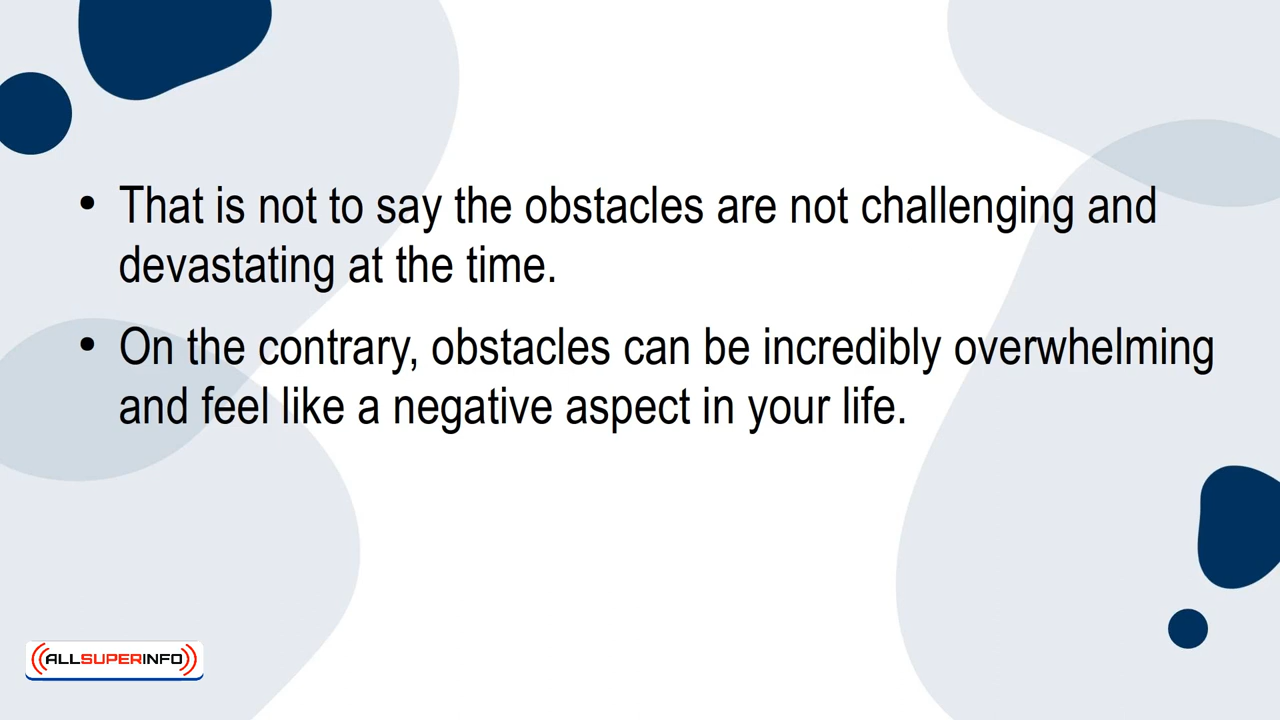 • That is not to say the obstacles are not challenging and
devastating at the time.
• On the contrary, obstacles can be incredibly overwhelming
and feel like a negative aspect in your life.
ALLSUPERINFO